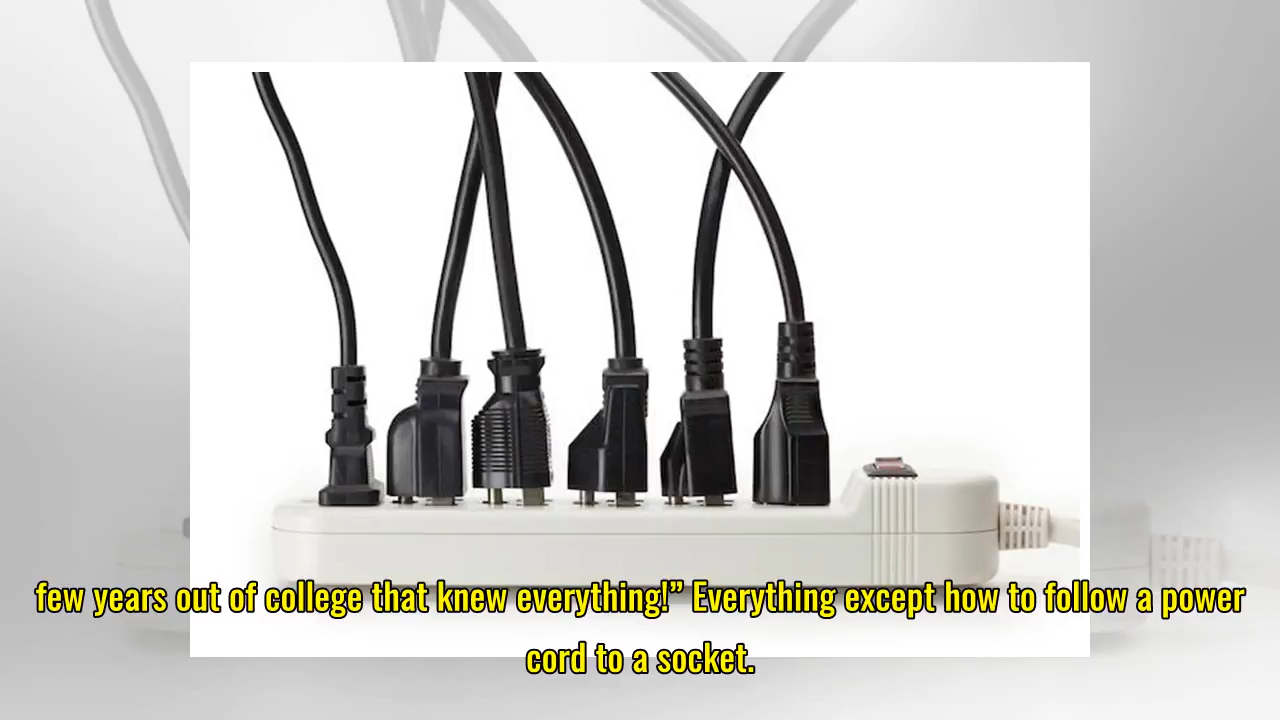 few years out of college that knew everything!” Everything except how to follow a power
cord to a socket.